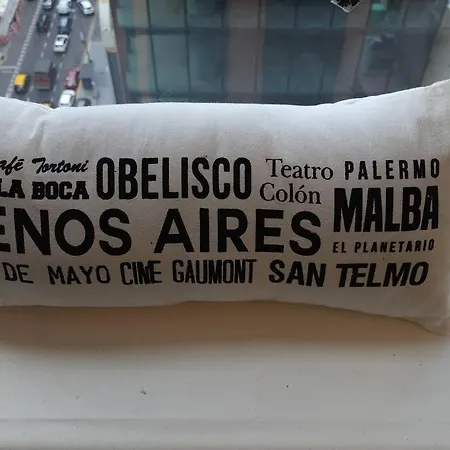 afé Tortoni
LA BOCA OBELISCO Teatro Colón PALERMO
ENOS AIRES MALBA
EL PLANETARIO
DE MAYO CINE GAUMONT SAN TELMO